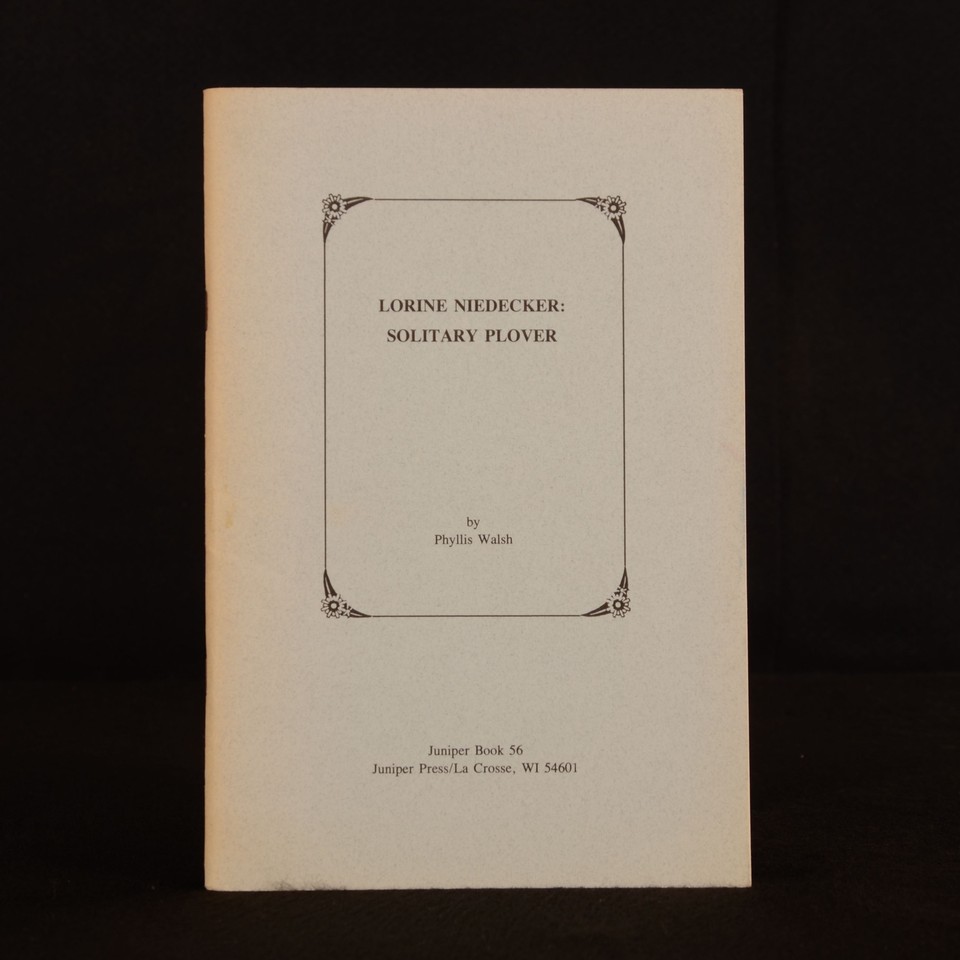 LORINE NIEDECKER:
SOLITARY PLOVER
by
Phyllis Walsh
Juniper Book 56
Juniper Press/La Crosse, WI 54601